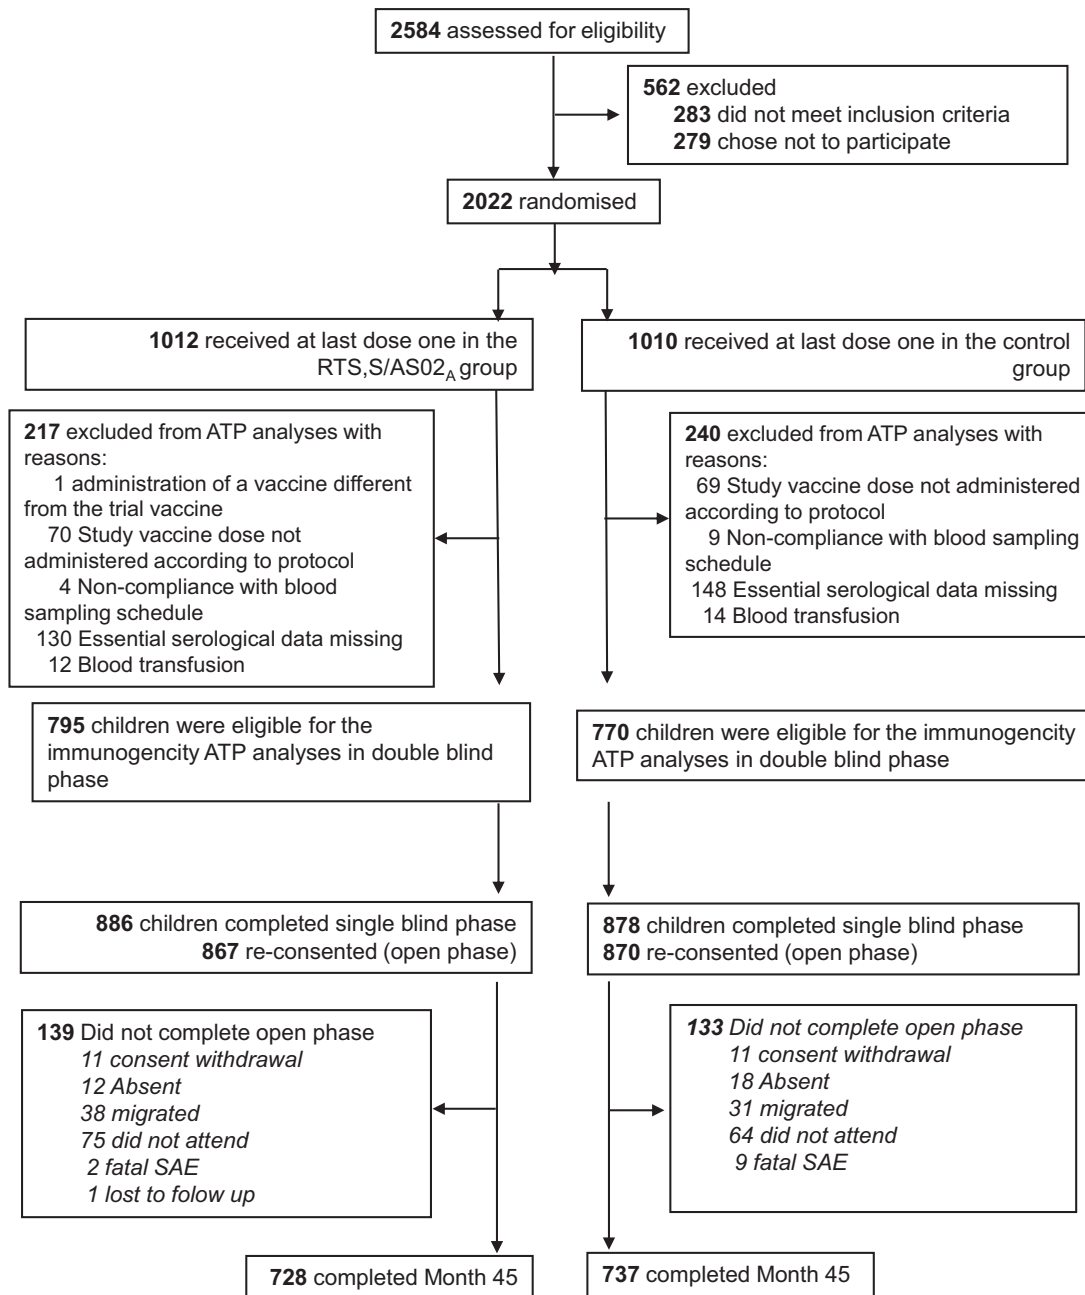 2584 assessed for eligibility
562 excluded
283 did not meet inclusion criteria
279 chose not to participate
2022 randomised
1012 received at last dose one in the
RTS,S/AS02A group
1010 received at last dose one in the control
group
217 excluded from ATP analyses with
reasons:
1 administration of a vaccine different
from the trial vaccine
70 Study vaccine dose not
administered according to protocol
4 Non-compliance with blood
sampling schedule
130 Essential serological data missing
12 Blood transfusion
240 excluded from ATP analyses with
reasons:
69 Study vaccine dose not administered
according to protocol
9 Non-compliance with blood sampling
schedule
148 Essential serological data missing
14 Blood transfusion
795 children were eligible for the
immunogencity ATP analyses in double blind
phase
770 children were eligible for the immunogencity
ATP analyses in double blind phase
886 children completed single blind phase
867 re-consented (open phase)
878 children completed single blind phase
870 re-consented (open phase)
139 Did not complete open phase
11 consent withdrawal
12 Absent
38 migrated
75 did not attend
2 fatal SAE
1 lost to folow up
133 Did not complete open phase
11 consent withdrawal
18 Absent
31 migrated
64 did not attend
9 fatal SAE
728 completed Month 45
737 completed Month 45